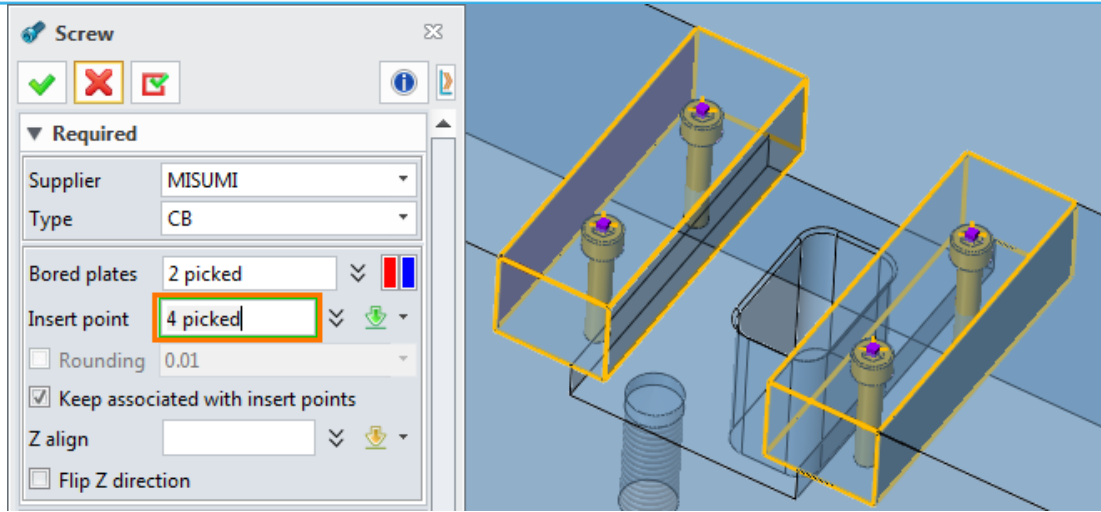 Screw
Required
Supplier MISUMI
Type CB
Bored plates 2 picked
Insert point 4 picked
Rounding 0.01
Keep associated with insert points
Z align
Flip Z direction